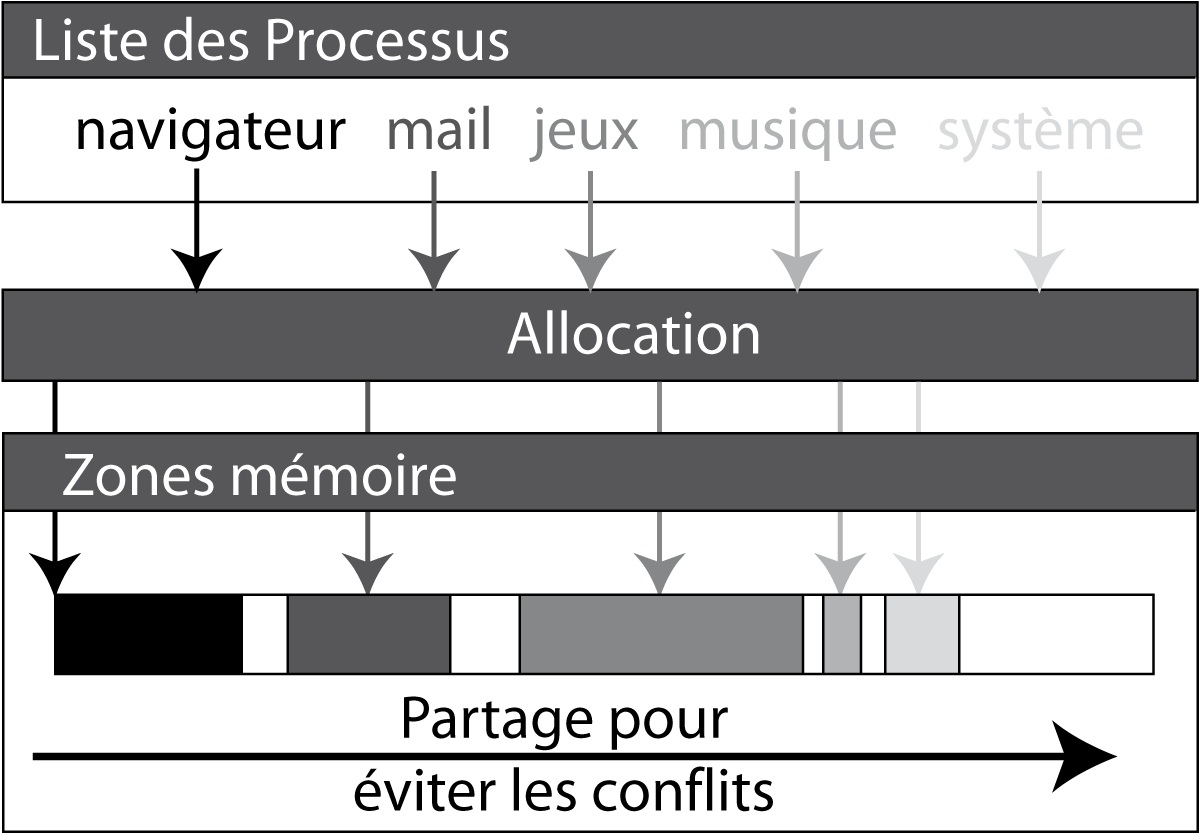 Liste des Processus
navigateur mail jeux musique système
Allocation
Zones mémoire
Partage pour
éviter les conflits